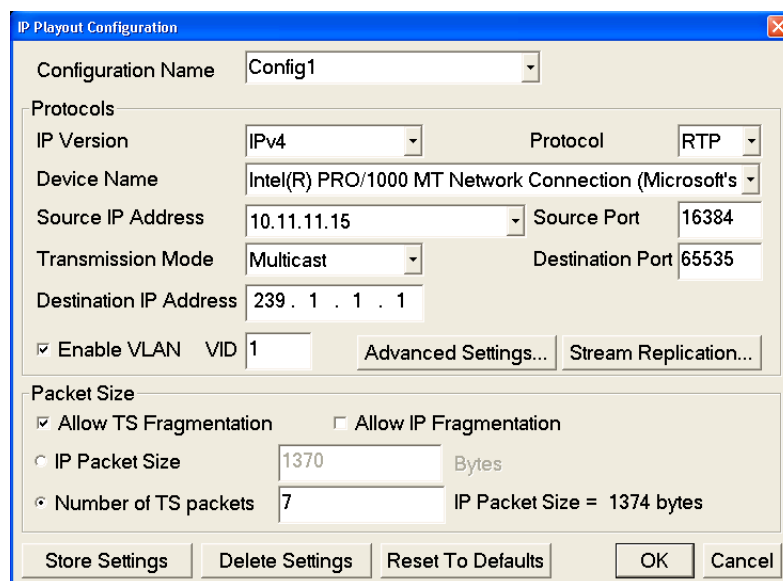 IP Playout Configuration
Configuration Name Config1
Protocols
IP Version IPv4 Protocol RTP
Device Name Intel(R) PRO/1000 MT Network Connection (Microsoft's
Source IP Address 10.11.11.15 Source Port 16384
Transmission Mode Multicast Destination Port 65535
Destination IP Address 239 . 1 . 1 . 1
Enable VLAN VID 1 Advanced Settings... Stream Replication...
Packet Size
Allow TS Fragmentation Allow IP Fragmentation
IP Packet Size 1370 Bytes
Number of TS packets 7 IP Packet Size = 1374 bytes
Store Settings Delete Settings Reset To Defaults OK Cancel